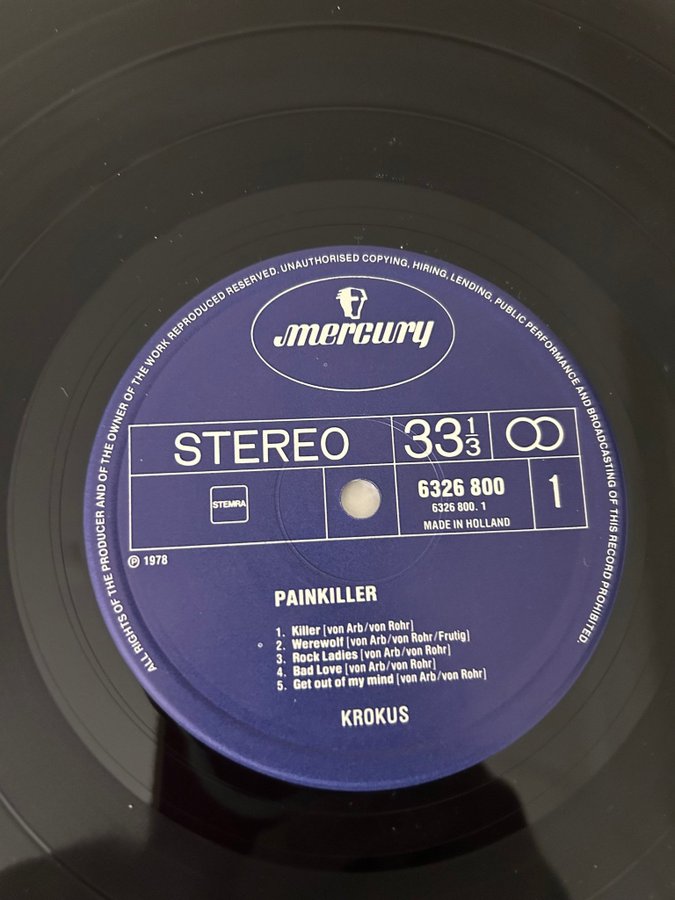 ALL RIGHTS OF THE PRODUCER AND OF THE OWNER OF THE WORK REPRODUCED RESERVED. UNAUTHORISED COPYING, HIRING, LENDING, PUBLIC PERFORMANCE AND BROADCASTING OF THIS RECORD PROHIBITED.
mercury
STEREO
33 1/3
STEMRA
6326 800
6326 800. 1
MADE IN HOLLAND
1
℗ 1978
PAINKILLER
1. Killer [von Arb/von Rohr]
2. Werewolf [von Arb/von Rohr/Frutig]
3. Rock Ladies [von Arb/von Rohr]
4. Bad Love [von Arb/von Rohr]
5. Get out of my mind [von Arb/von Rohr]
KROKUS